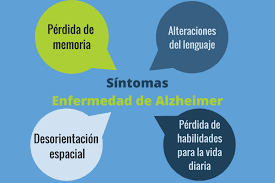 Pérdida de
memoria
Alteraciones
del lenguaje
Síntomas
Enfermedad de Alzheimer
Desorientación
espacial
Pérdida de
habilidades
para la vida
diaria